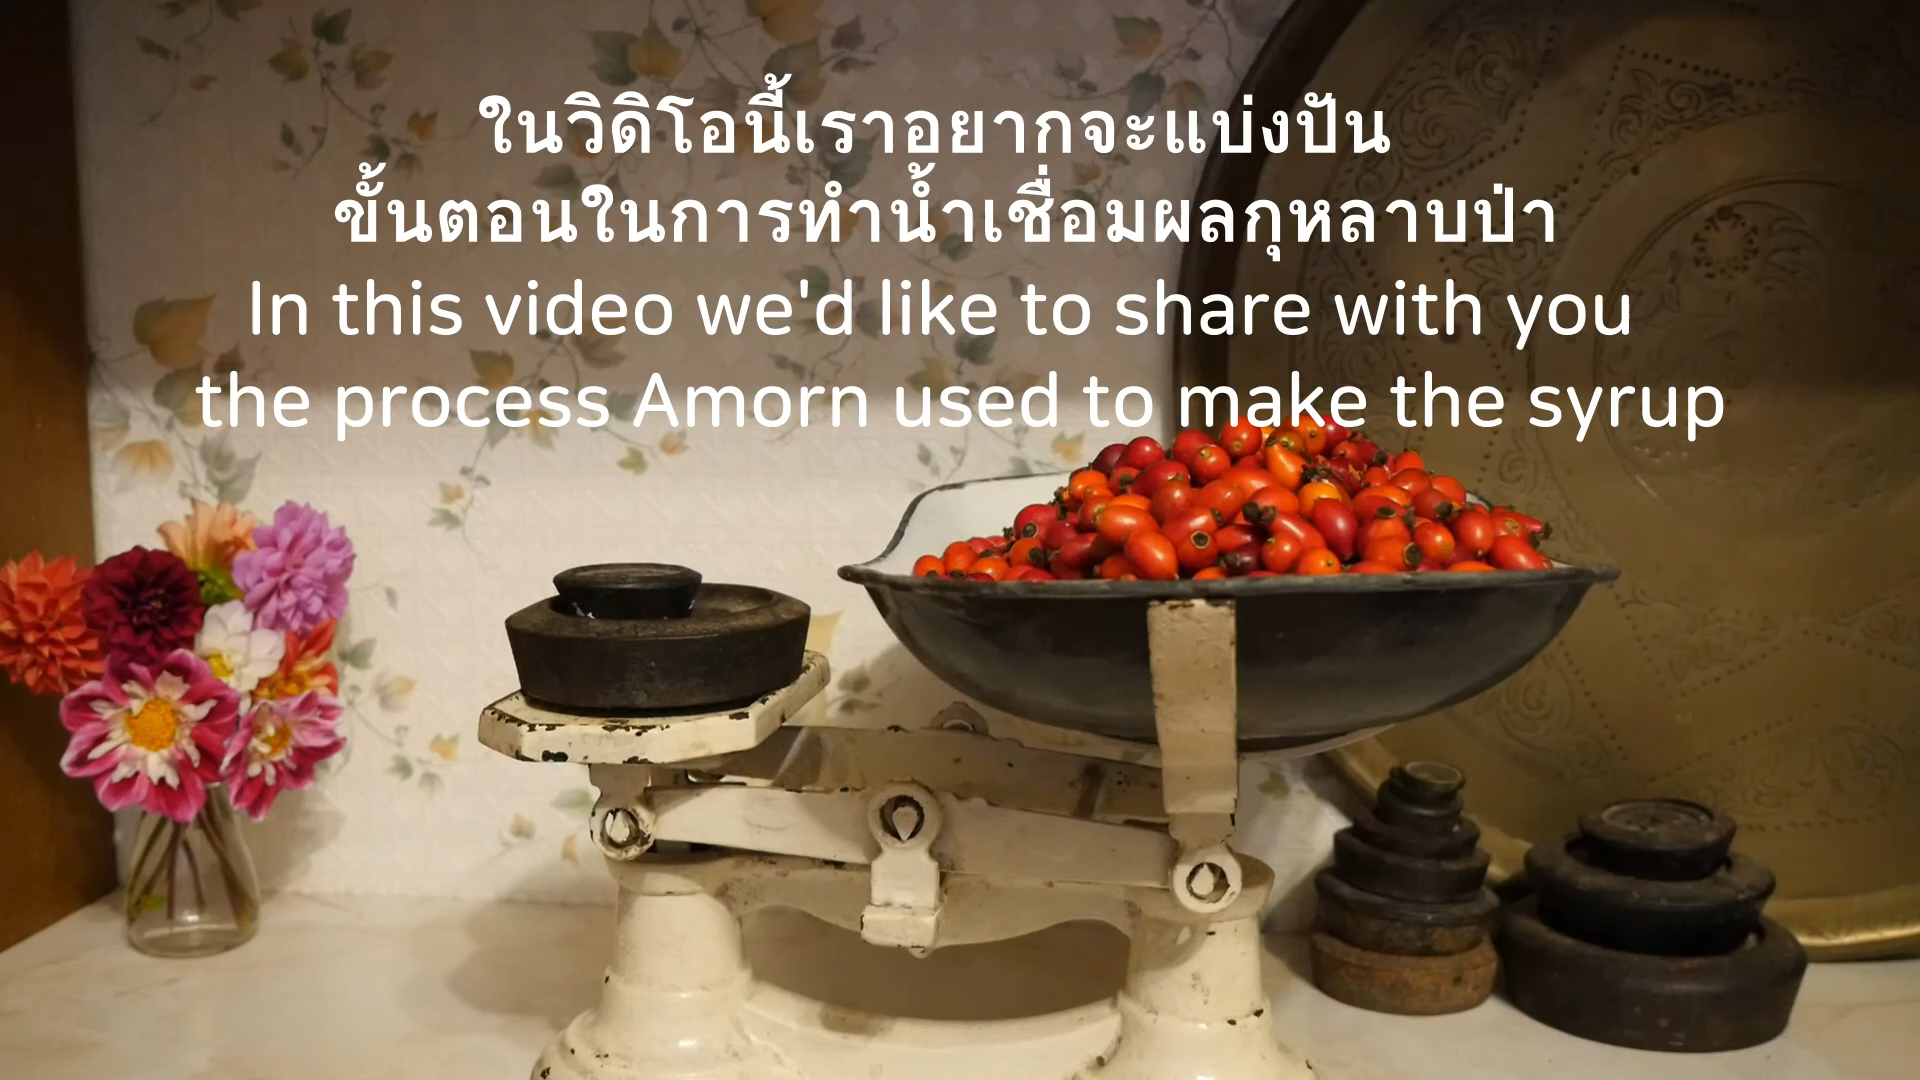 ในวิดิโอนี้เราอยากจะแบ่งปัน
ขั้นตอนในการทำน้ำเชื่อมผลกุหลาบป่า
In this video we'd like to share with you
the process Amorn used to make the syrup